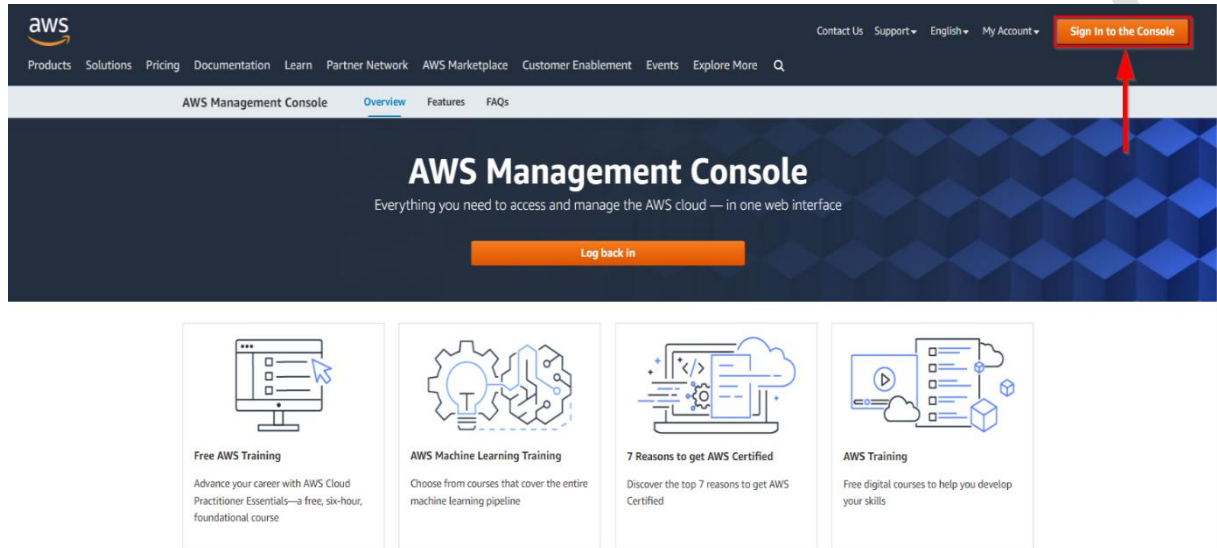 aws
Contact Us Support English My Account Sign In to the Console
Products Solutions Pricing Documentation Learn Partner Network AWS Marketplace Customer Enablement Events Explore More
AWS Management Console Overview Features FAQs
AWS Management Console
Everything you need to access and manage the AWS cloud — in one web interface
Log back in
Free AWS Training
Advance your career with AWS Cloud
Practitioner Essentials—a free, six-hour,
foundational course
AWS Machine Learning Training
Choose from courses that cover the entire
machine learning pipeline
7 Reasons to get AWS Certified
Discover the top 7 reasons to get AWS
Certified
AWS Training
Free digital courses to help you develop
your skills